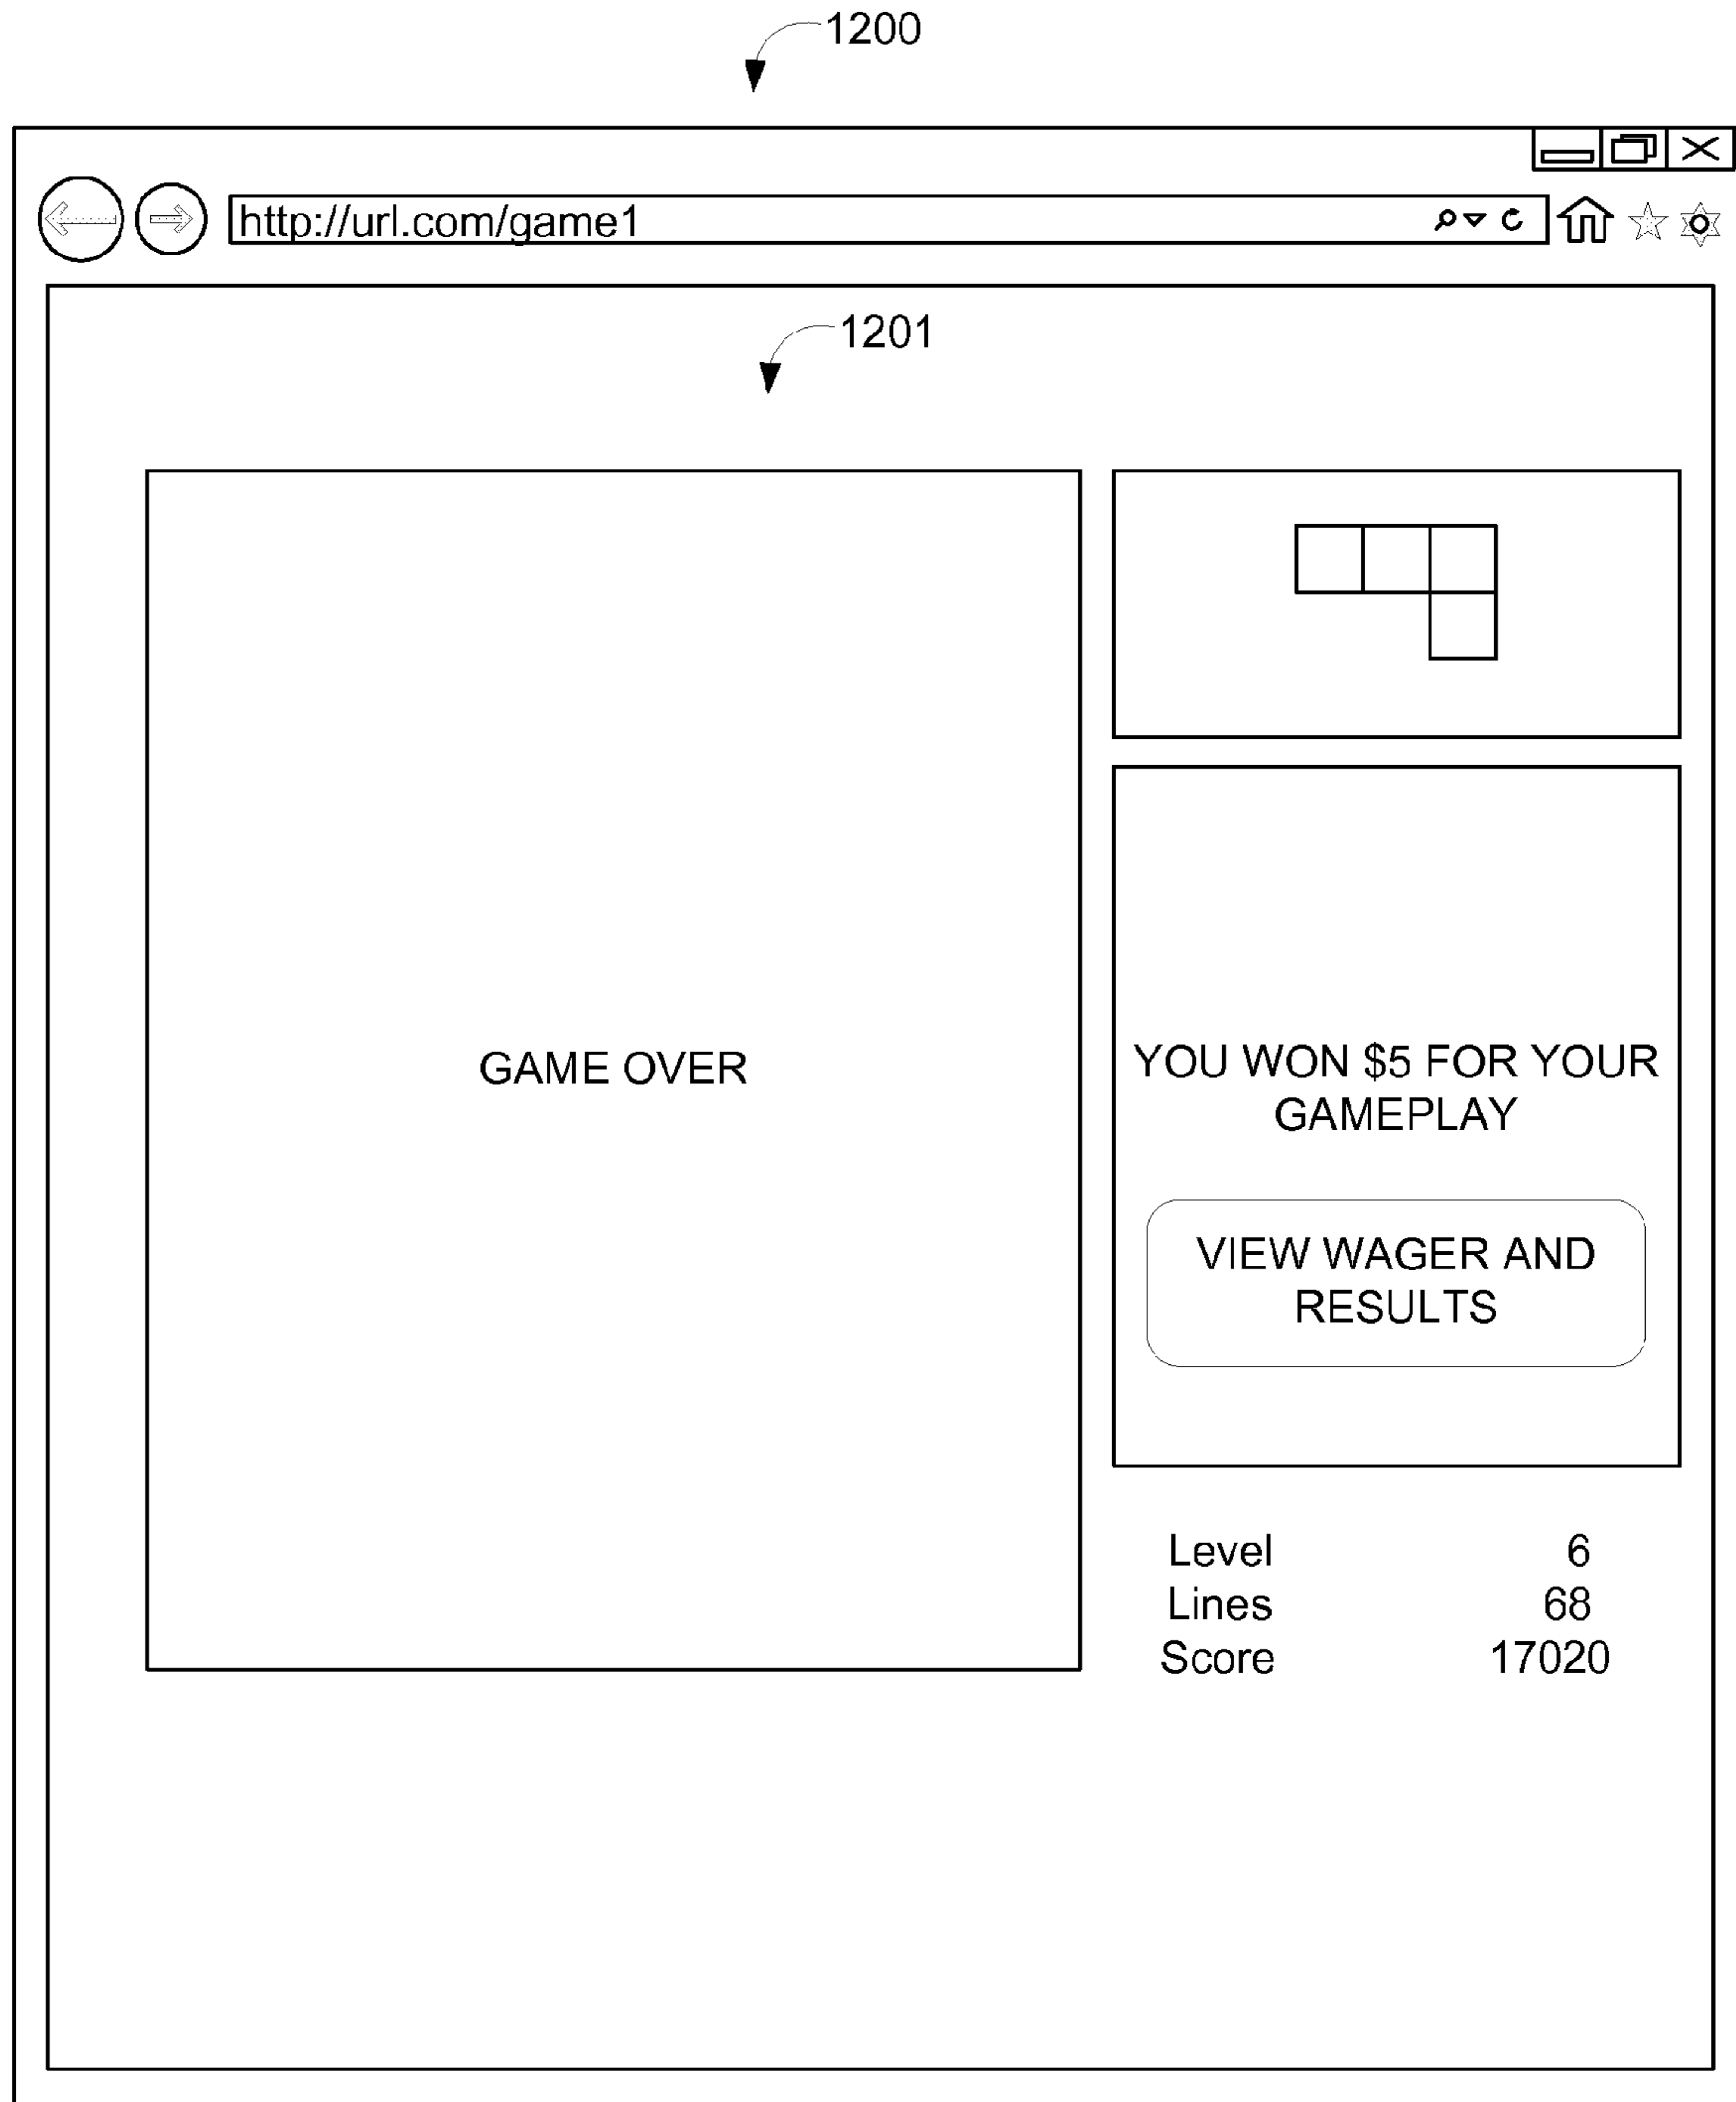 1200
http://url.com/game1
1201
GAME OVER
YOU WON $5 FOR YOUR
GAMEPLAY
VIEW WAGER AND
RESULTS
Level 6
Lines 68
Score 17020